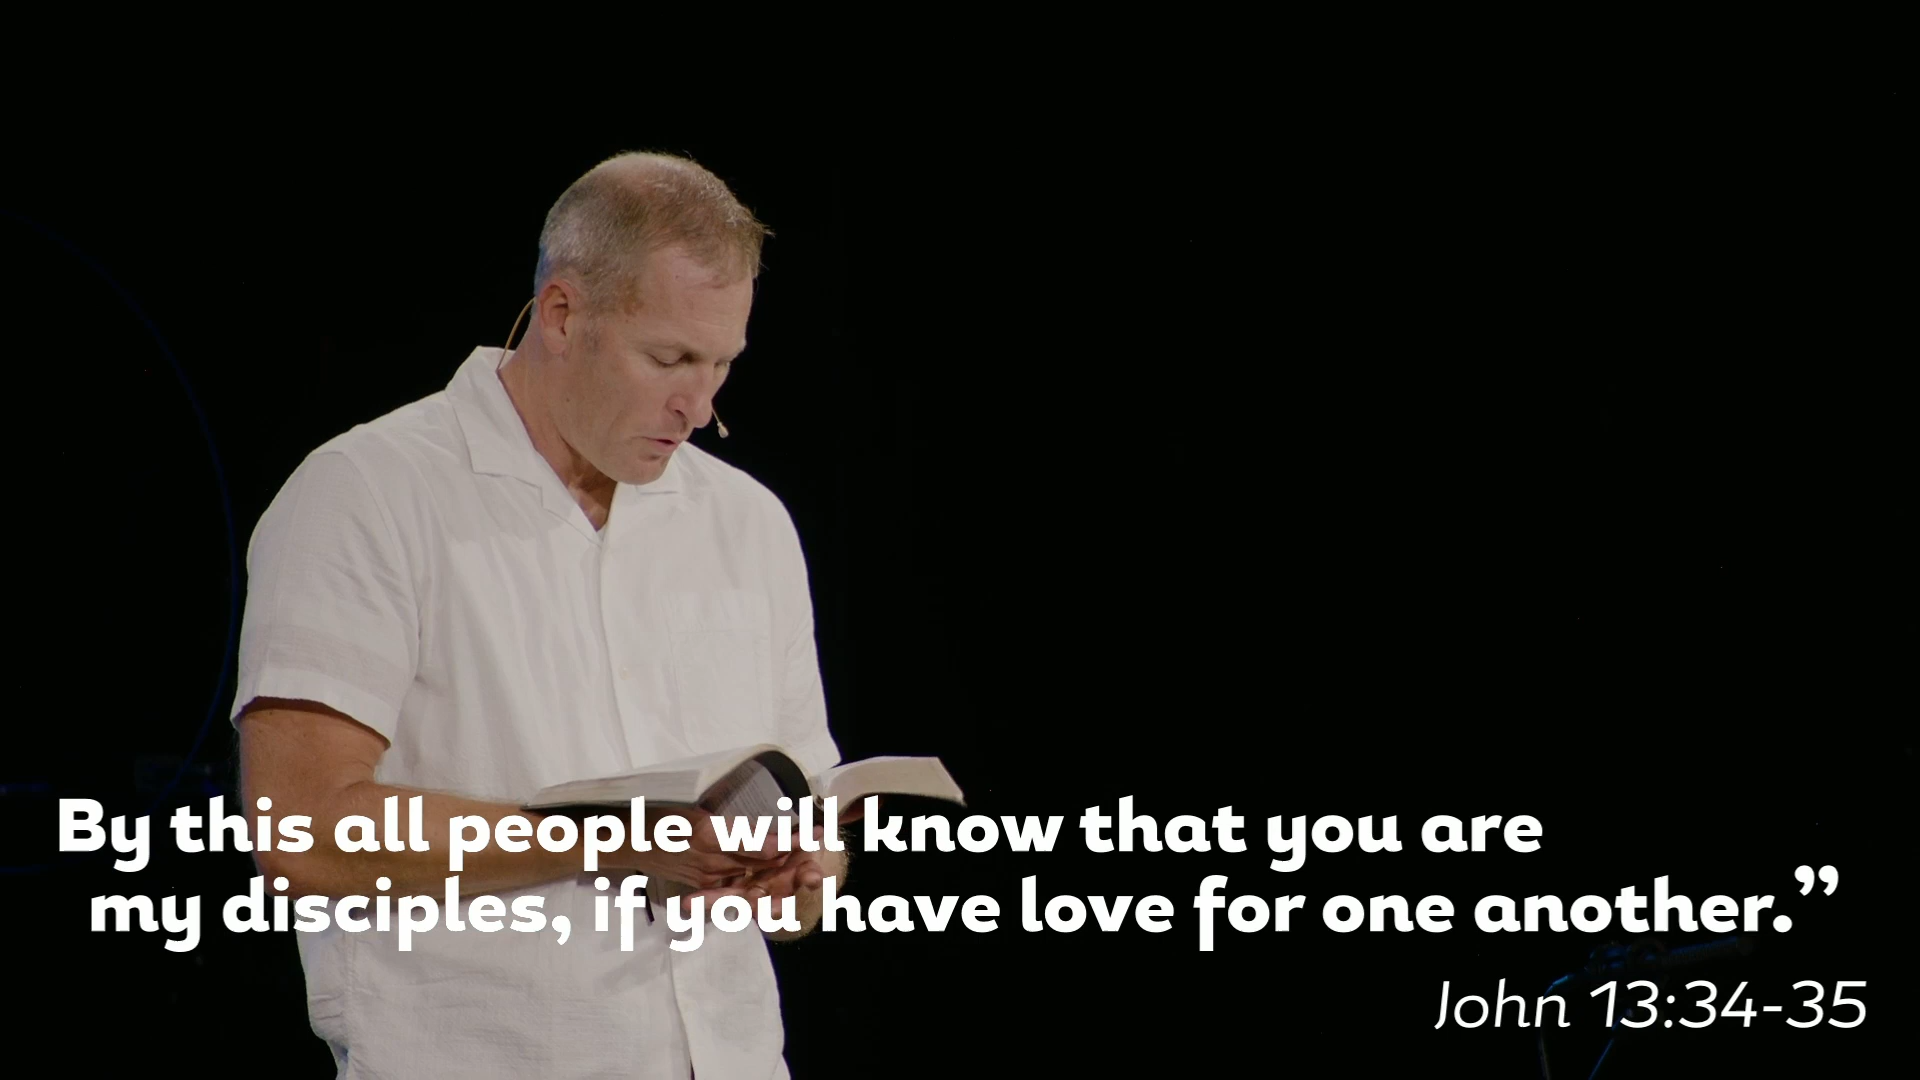 By this all people will know that you are
my disciples, if you have love for one another.”
John 13:34-35